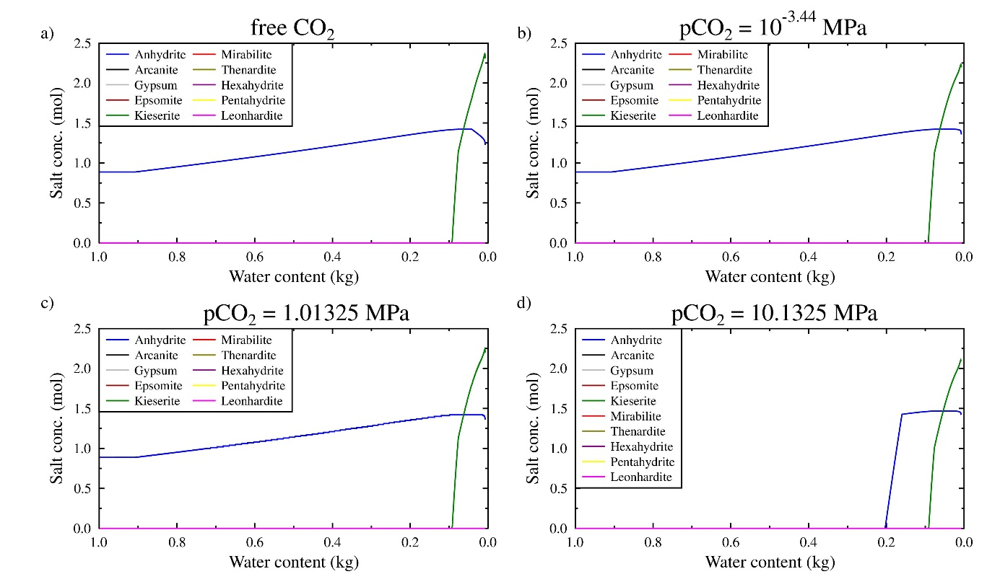 a)
free CO₂
2.5
2.0
1.5
1.0
0.5
0.0
Salt conc. (mol)
Anhydrite Mirabilite
Arcanite Thenardite
Gypsum Hexahydrite
Epsomite Pentahydrite
Kieserite Leonhardite
1.0 0.8 0.6 0.4 0.2 0.0
Water content (kg)
b)
pCO₂ = 10⁻³·⁴⁴ MPa
2.5
2.0
1.5
1.0
0.5
0.0
Salt conc. (mol)
Anhydrite Mirabilite
Arcanite Thenardite
Gypsum Hexahydrite
Epsomite Pentahydrite
Kieserite Leonhardite
1.0 0.8 0.6 0.4 0.2 0.0
Water content (kg)
c)
pCO₂ = 1.01325 MPa
2.5
2.0
1.5
1.0
0.5
0.0
Salt conc. (mol)
Anhydrite Mirabilite
Arcanite Thenardite
Gypsum Hexahydrite
Epsomite Pentahydrite
Kieserite Leonhardite
1.0 0.8 0.6 0.4 0.2 0.0
Water content (kg)
d)
pCO₂ = 10.1325 MPa
2.5
2.0
1.5
1.0
0.5
0.0
Salt conc. (mol)
Anhydrite
Arcanite
Gypsum
Epsomite
Kieserite
Mirabilite
Thenardite
Hexahydrite
Pentahydrite
Leonhardite
1.0 0.8 0.6 0.4 0.2 0.0
Water content (kg)